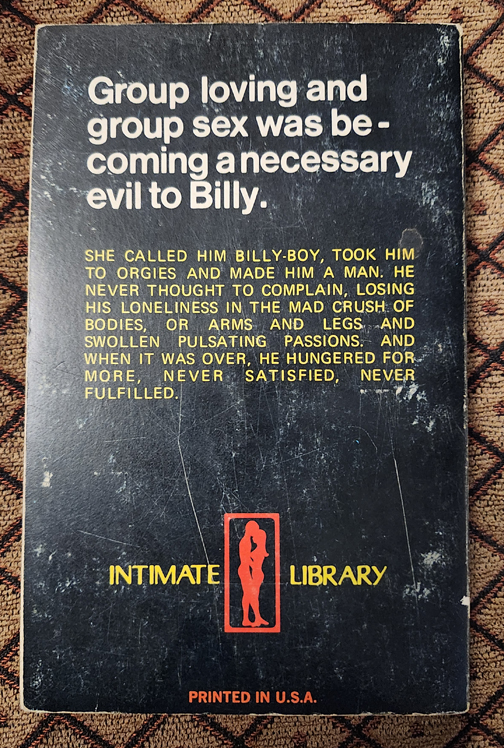 Group loving and
group sex was be-
coming a necessary
evil to Billy.
SHE CALLED HIM BILLY-BOY, TOOK HIM
TO ORGIES AND MADE HIM A MAN. HE
NEVER THOUGHT TO COMPLAIN, LOSING
HIS LONELINESS IN THE MAD CRUSH OF
BODIES, OR ARMS AND LEGS AND
SWOLLEN PULSATING PASSIONS. AND
WHEN IT WAS OVER, HE HUNGERED FOR
MORE, NEVER SATISFIED, NEVER
FULFILLED.
INTIMATE LIBRARY
PRINTED IN U.S.A.